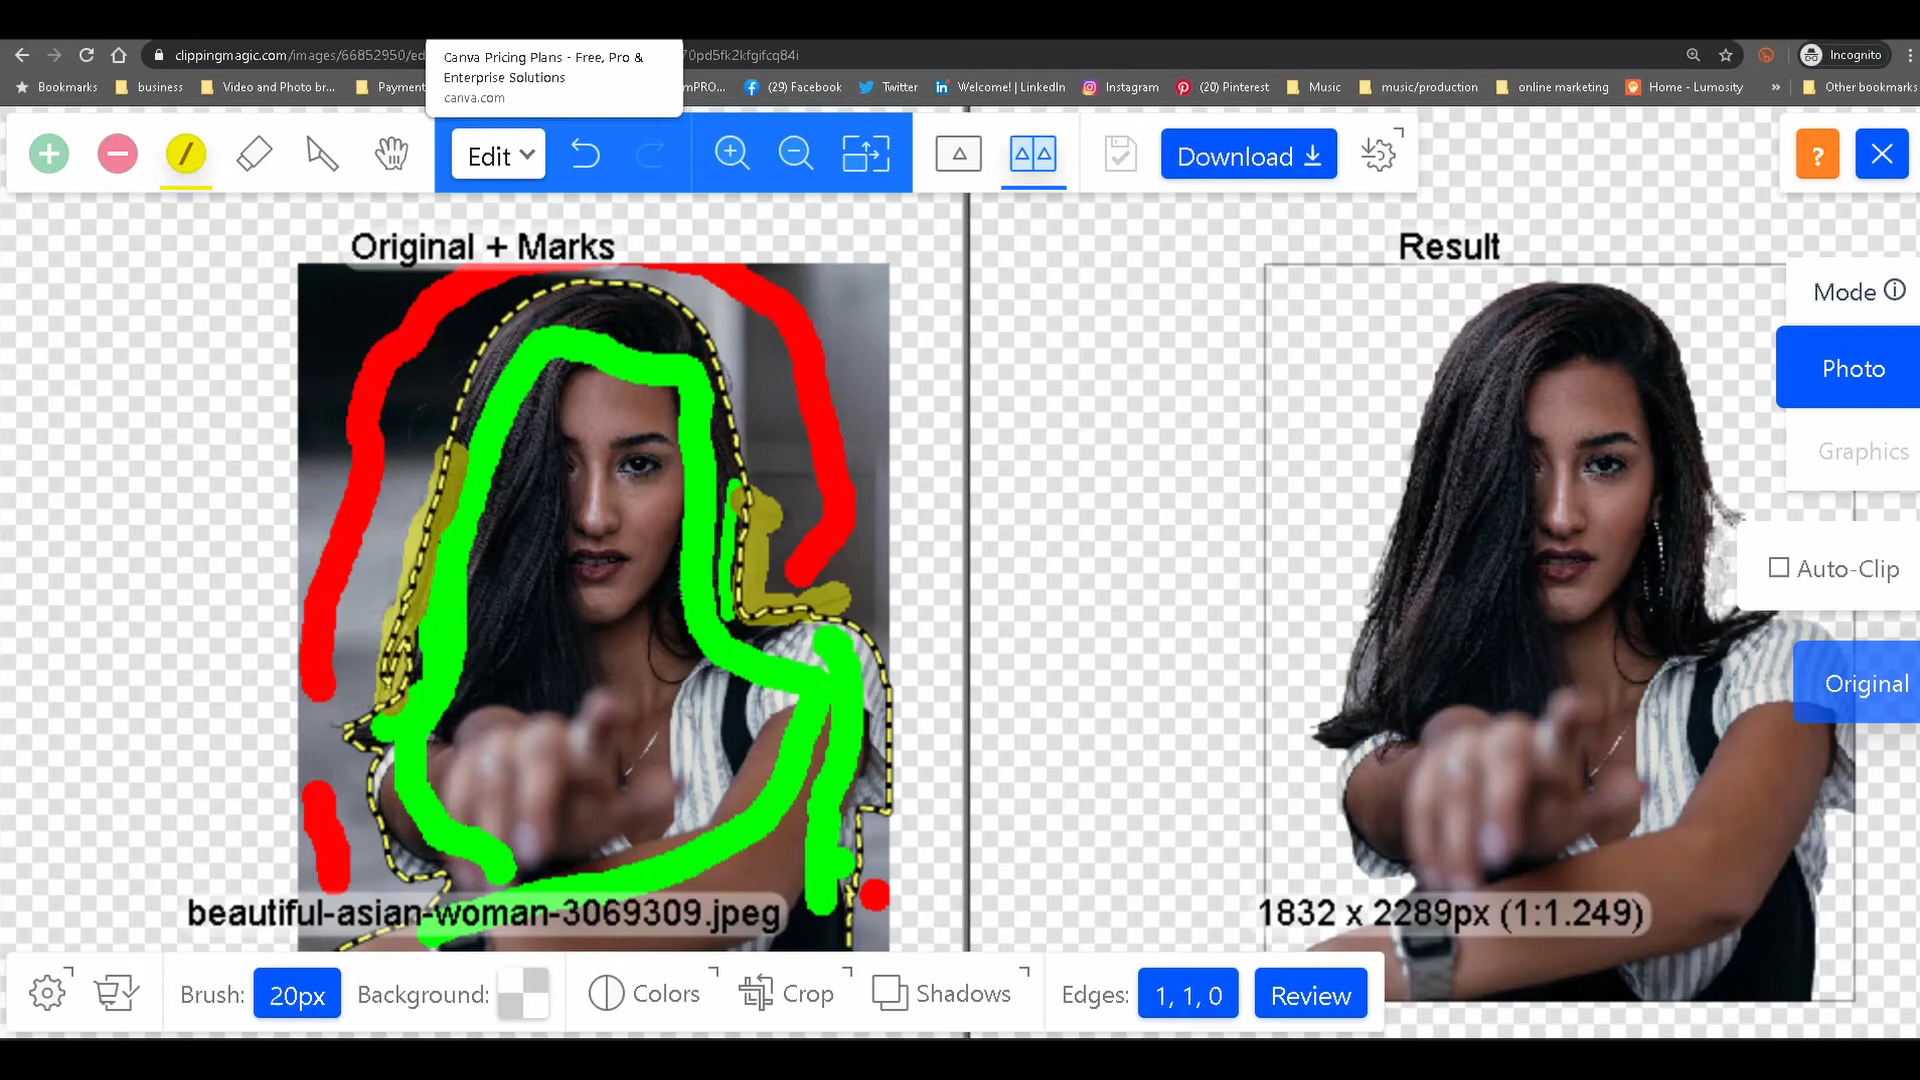 clippingmagic.com/images/66852950/ed
70pd5fk2kfgifcq84i
Incognito
Canva Pricing Plans - Free, Pro &
Enterprise Solutions
canva.com
Bookmarks
business
Video and Photo br...
Payment
mPRO...
(29) Facebook
Twitter
Welcome! | LinkedIn
Instagram
(20) Pinterest
Music
music/production
online marketing
Home - Lumosity
»
Other bookmarks
Edit
Download
?
Original + Marks
Result
Mode
Photo
Graphics
Auto-Clip
Original
beautiful-asian-woman-3069309.jpeg
1832 x 2289px (1:1.249)
Brush:
20px
Background:
Colors
Crop
Shadows
Edges:
1, 1, 0
Review